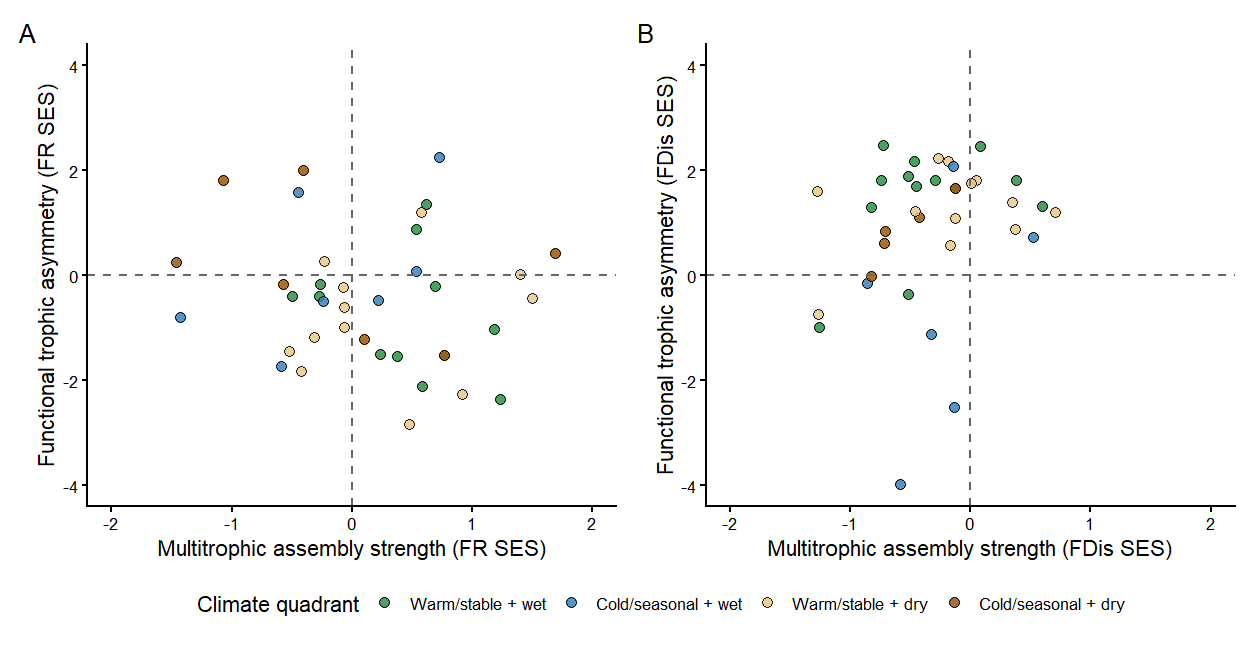 A
B
Functional trophic asymmetry (FR SES)
4
2
0
-2
-4
-2
-1
0
1
2
Multitrophic assembly strength (FR SES)
Functional trophic asymmetry (FDis SES)
4
2
0
-2
-4
-2
-1
0
1
2
Multitrophic assembly strength (FDis SES)
Climate quadrant
Warm/stable + wet
Cold/seasonal + wet
Warm/stable + dry
Cold/seasonal + dry